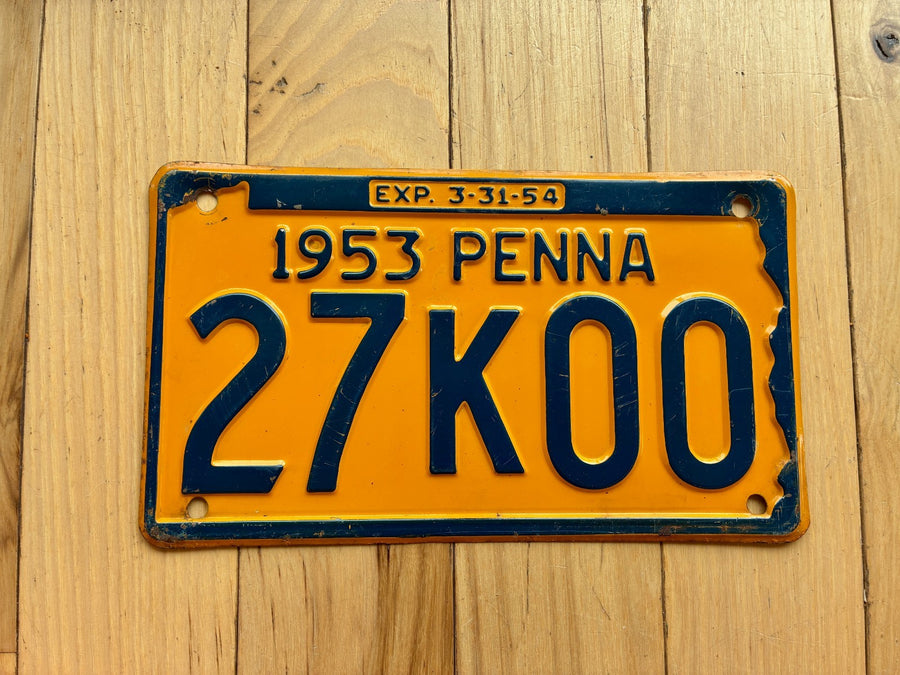 EXP. 3-31-54
1953 PENNA
27K00